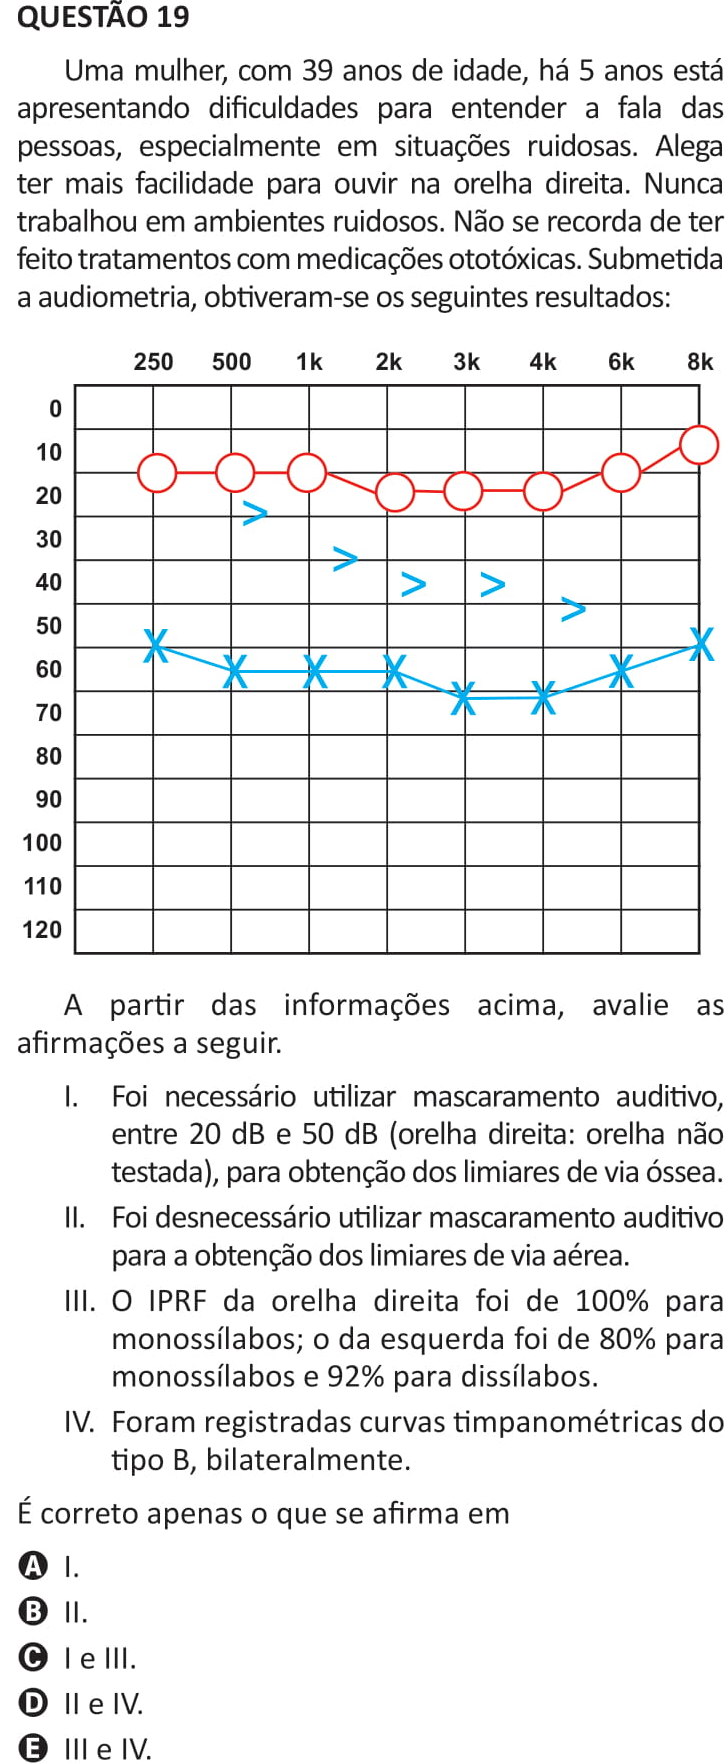 QUESTÃO 19
Uma mulher, com 39 anos de idade, há 5 anos está
apresentando dificuldades para entender a fala das
pessoas, especialmente em situações ruidosas. Alega
ter mais facilidade para ouvir na orelha direita. Nunca
trabalhou em ambientes ruidosos. Não se recorda de ter
feito tratamentos com medicações ototóxicas. Submetida
a audiometria, obtiveram-se os seguintes resultados:
250 500 1k 2k 3k 4k 6k 8k
0
10
20
30
40
50
60
70
80
90
100
110
120
A partir das informações acima, avalie as
afirmações a seguir.
I. Foi necessário utilizar mascaramento auditivo,
entre 20 dB e 50 dB (orelha direita: orelha não
testada), para obtenção dos limiares de via óssea.
II. Foi desnecessário utilizar mascaramento auditivo
para a obtenção dos limiares de via aérea.
III. O IPRF da orelha direita foi de 100% para
monossílabos; o da esquerda foi de 80% para
monossílabos e 92% para dissílabos.
IV. Foram registradas curvas timpanométricas do
tipo B, bilateralmente.
É correto apenas o que se afirma em
A I.
B II.
C I e III.
D II e IV.
E III e IV.